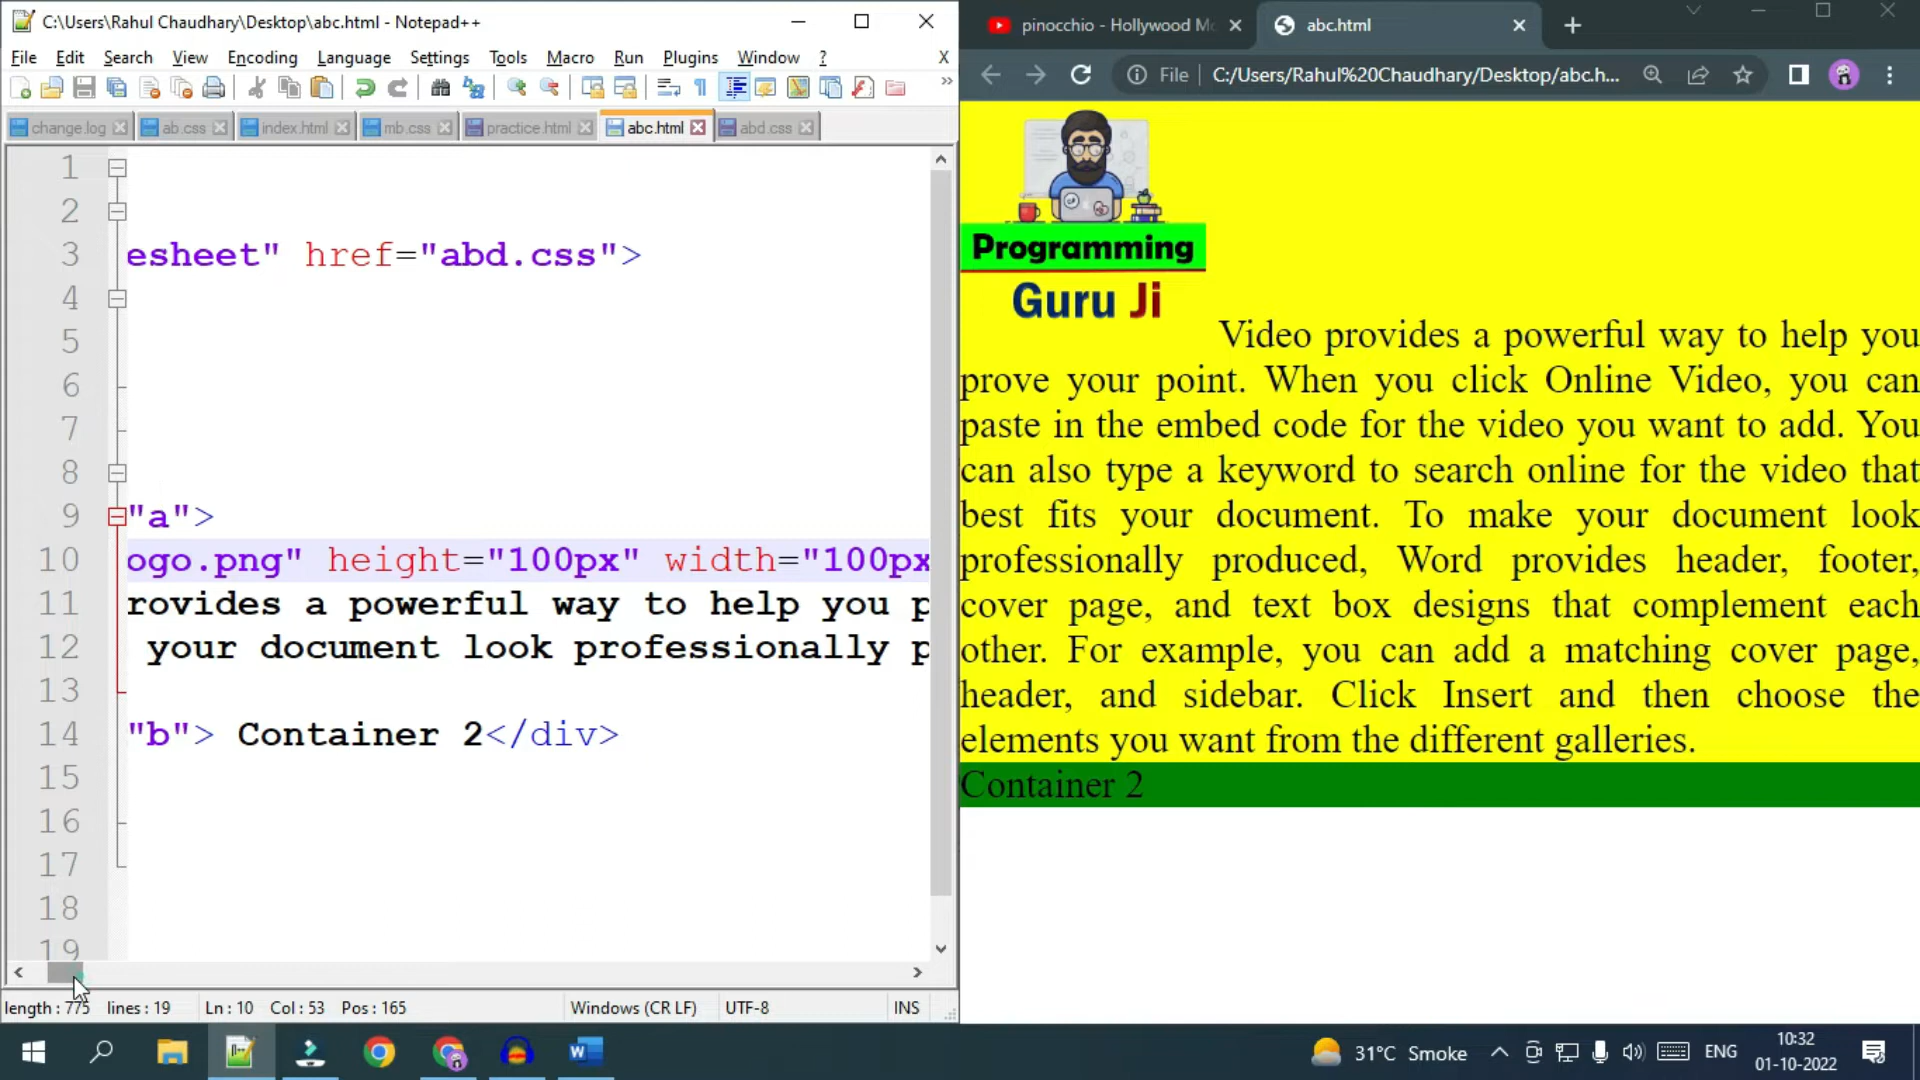 C:\Users\Rahul Chaudhary\Desktop\abc.html - Notepad++
File Edit Search View Encoding Language Settings Tools Macro Run Plugins Window ? X
change.log ab.css index.html mb.css practice.html abc.html abd.css
1
2
3 esheet" href="abd.css">
4
5
6
7
8
9 "a">
10 ogo.png" height="100px" width="100px
11 rovides a powerful way to help you p
12 your document look professionally p
13
14 "b"> Container 2</div>
15
16
17
18
19
length : 775 lines : 19 Ln : 10 Col : 53 Pos : 165 Windows (CR LF) UTF-8 INS
pinocchio - Hollywood Mo
abc.html
File C:/Users/Rahul%20Chaudhary/Desktop/abc.h...
Programming
Guru Ji
Video provides a powerful way to help you
prove your point. When you click Online Video, you can
paste in the embed code for the video you want to add. You
can also type a keyword to search online for the video that
best fits your document. To make your document look
professionally produced, Word provides header, footer,
cover page, and text box designs that complement each
other. For example, you can add a matching cover page,
header, and sidebar. Click Insert and then choose the
elements you want from the different galleries.
Container 2
31°C Smoke ENG 10:32
01-10-2022